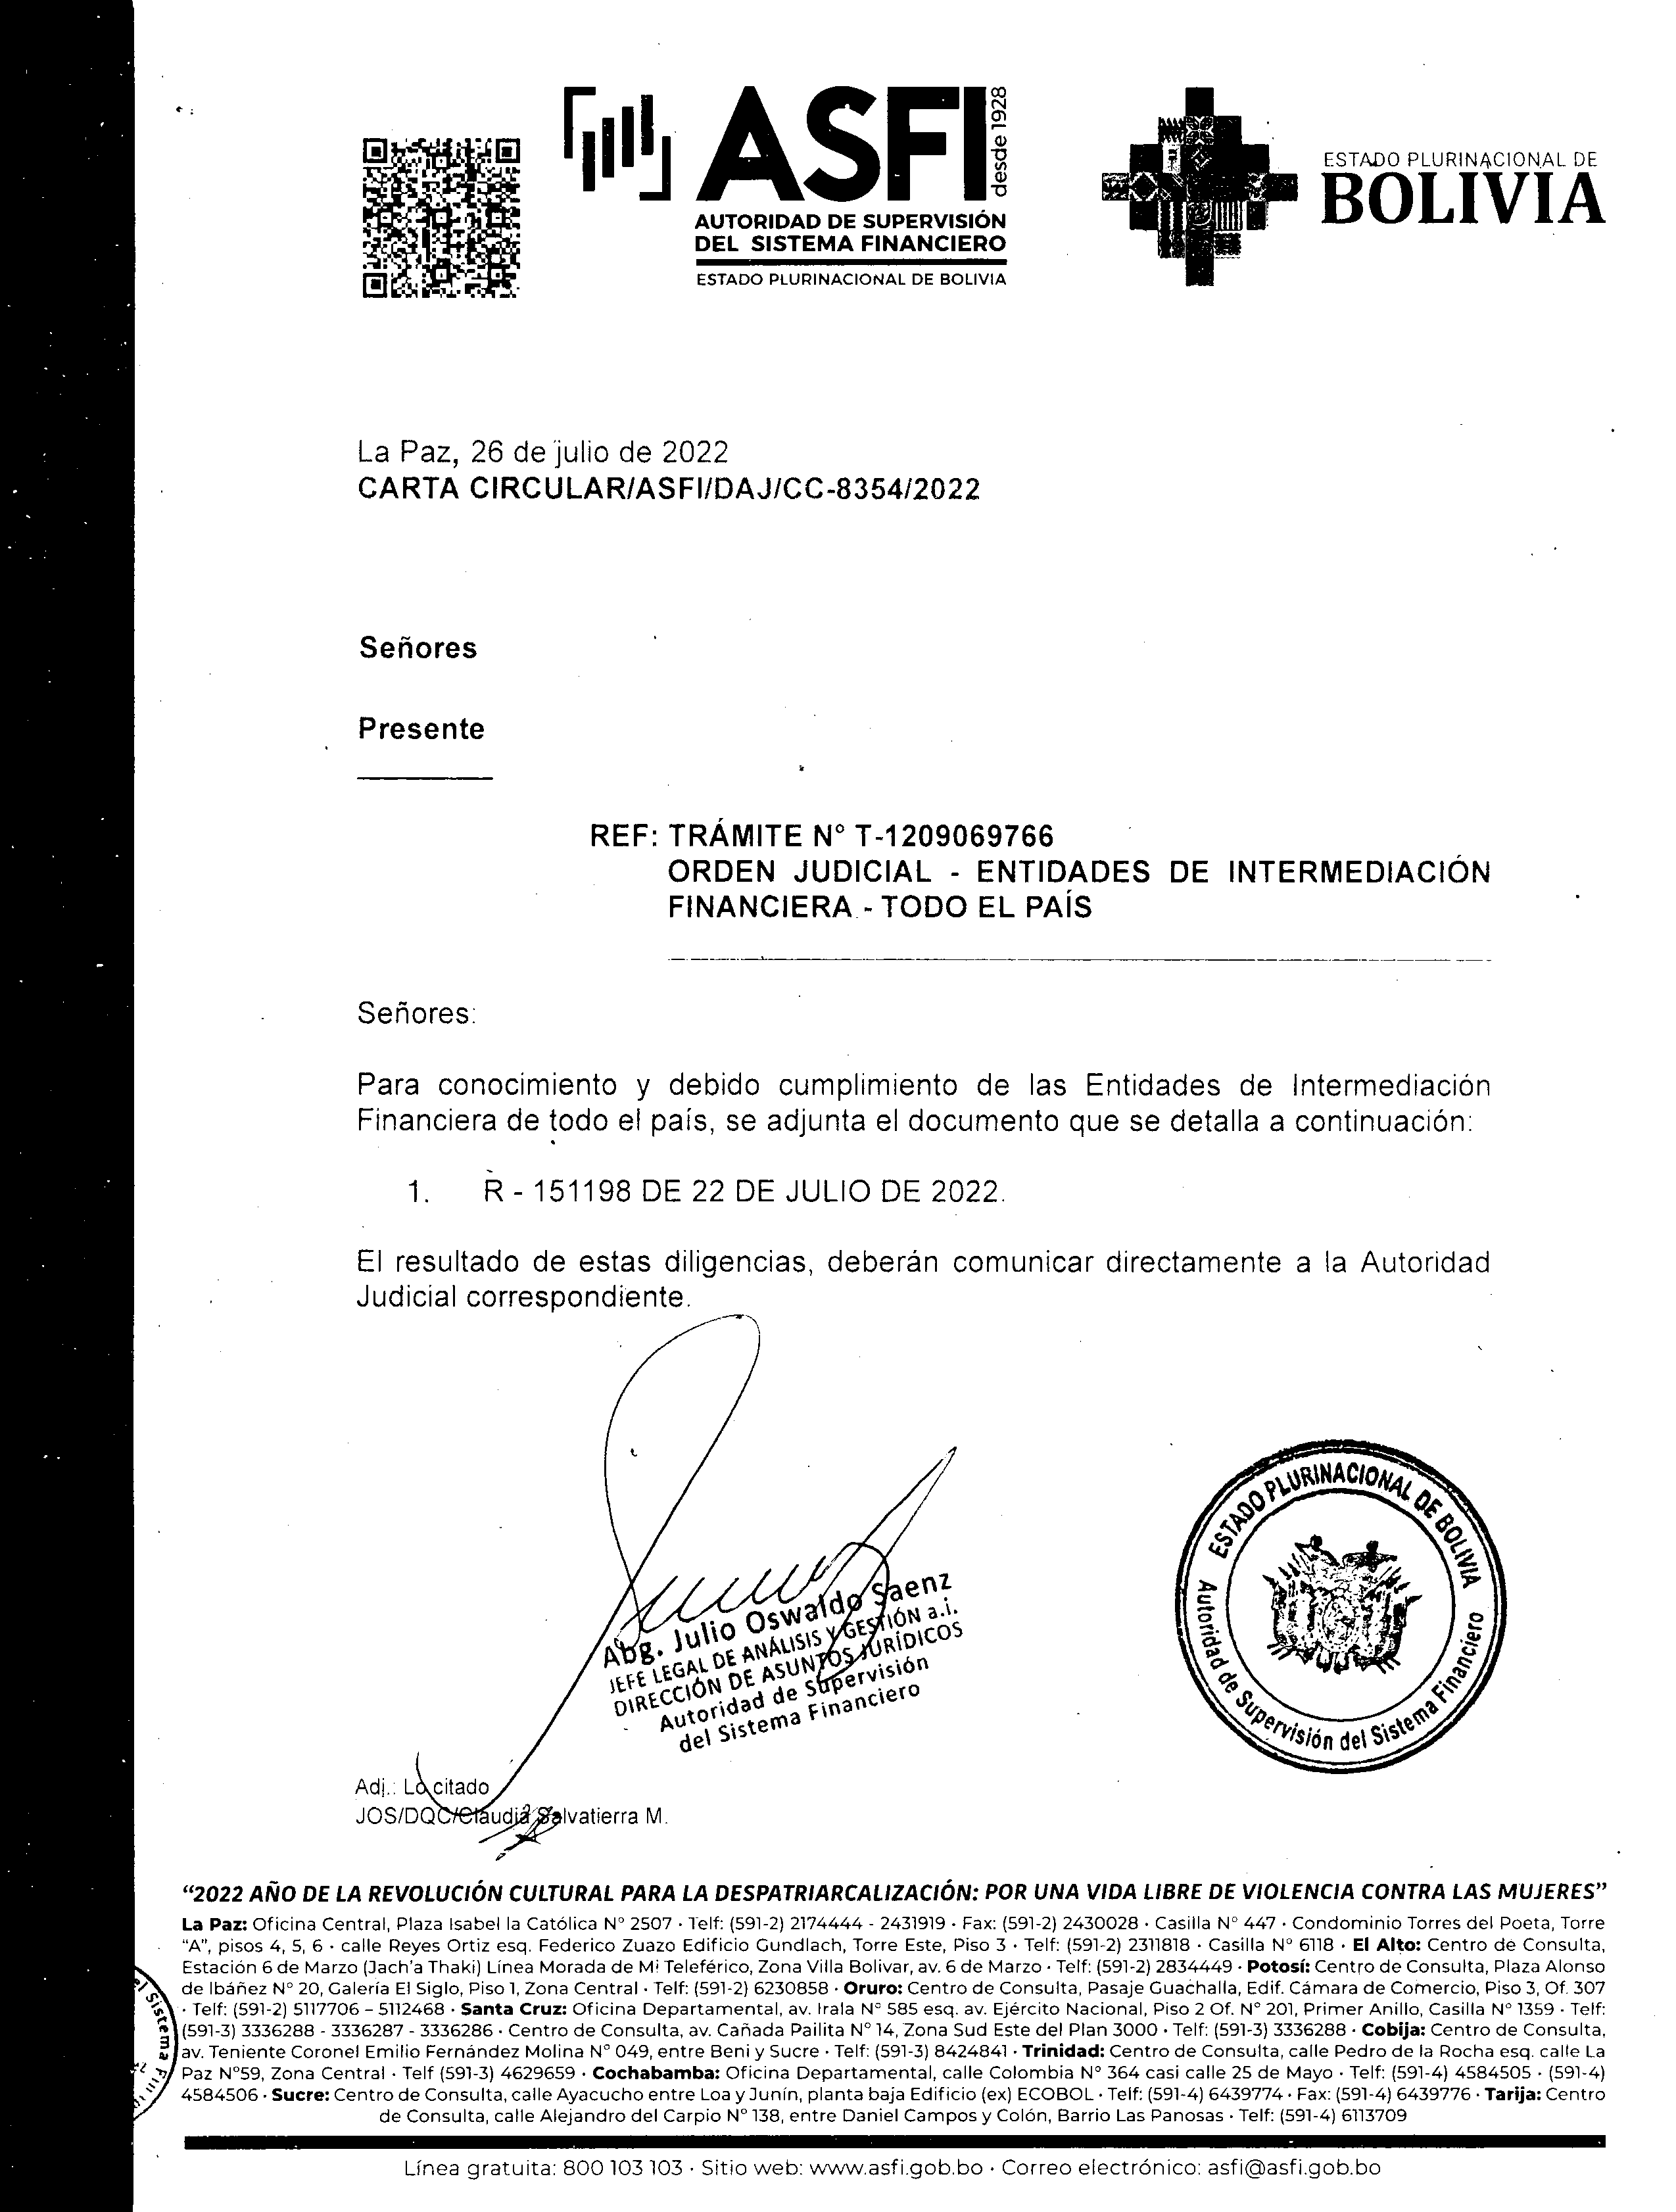 ASFI
desde 1928
AUTORIDAD DE SUPERVISIÓN
DEL SISTEMA FINANCIERO
ESTADO PLURINACIONAL DE BOLIVIA
ESTADO PLURINACIONAL DE
BOLIVIA
La Paz, 26 de julio de 2022
CARTA CIRCULAR/ASFI/DAJ/CC-8354/2022
Señores
Presente
REF: TRÁMITE N° T-1209069766
ORDEN JUDICIAL - ENTIDADES DE INTERMEDIACIÓN
FINANCIERA - TODO EL PAÍS
Señores:
Para conocimiento y debido cumplimiento de las Entidades de Intermediación
Financiera de todo el país, se adjunta el documento que se detalla a continuación:
1. R - 151198 DE 22 DE JULIO DE 2022.
El resultado de estas diligencias, deberán comunicar directamente a la Autoridad
Judicial correspondiente.
Abg. Julio Oswaldo Saenz
JEFE LEGAL DE ANÁLISIS Y GESTIÓN a.i.
DIRECCIÓN DE ASUNTOS JURÍDICOS
Autoridad de Supervisión
del Sistema Financiero
ESTADO PLURINACIONAL DE BOLIVIA
Autoridad de Supervisión del Sistema Financiero
Adj.: Lo citado
JOS/DQC/Claudia Salvatierra M.
“2022 AÑO DE LA REVOLUCIÓN CULTURAL PARA LA DESPATRIARCALIZACIÓN: POR UNA VIDA LIBRE DE VIOLENCIA CONTRA LAS MUJERES”
La Paz: Oficina Central, Plaza Isabel la Católica N° 2507 · Telf: (591-2) 2174444 - 2431919 · Fax: (591-2) 2430028 · Casilla N° 447 · Condominio Torres del Poeta, Torre
“A”, pisos 4, 5, 6 · calle Reyes Ortiz esq. Federico Zuazo Edificio Gundlach, Torre Este, Piso 3 · Telf: (591-2) 2311818 · Casilla N° 6118 · El Alto: Centro de Consulta,
Estación 6 de Marzo (Jach’a Thaki) Línea Morada de Mi Teleférico, Zona Villa Bolivar, av. 6 de Marzo · Telf: (591-2) 2834449 · Potosí: Centro de Consulta, Plaza Alonso
de Ibáñez N° 20, Galería El Siglo, Piso 1, Zona Central · Telf: (591-2) 6230858 · Oruro: Centro de Consulta, Pasaje Guachalla, Edif. Cámara de Comercio, Piso 3, Of. 307
· Telf: (591-2) 5117706 – 5112468 · Santa Cruz: Oficina Departamental, av. Irala N° 585 esq. av. Ejército Nacional, Piso 2 Of. N° 201, Primer Anillo, Casilla N° 1359 · Telf:
(591-3) 3336288 - 3336287 - 3336286 · Centro de Consulta, av. Cañada Pailita N° 14, Zona Sud Este del Plan 3000 · Telf: (591-3) 3336288 · Cobija: Centro de Consulta,
av. Teniente Coronel Emilio Fernández Molina N° 049, entre Beni y Sucre · Telf: (591-3) 8424841 · Trinidad: Centro de Consulta, calle Pedro de la Rocha esq. calle La
Paz N°59, Zona Central · Telf (591-3) 4629659 · Cochabamba: Oficina Departamental, calle Colombia N° 364 casi calle 25 de Mayo · Telf: (591-4) 4584505 · (591-4)
4584506 · Sucre: Centro de Consulta, calle Ayacucho entre Loa y Junín, planta baja Edificio (ex) ECOBOL · Telf: (591-4) 6439774 · Fax: (591-4) 6439776 · Tarija: Centro
de Consulta, calle Alejandro del Carpio N° 138, entre Daniel Campos y Colón, Barrio Las Panosas · Telf: (591-4) 6113709
Línea gratuita: 800 103 103 · Sitio web: www.asfi.gob.bo · Correo electrónico: asfi@asfi.gob.bo